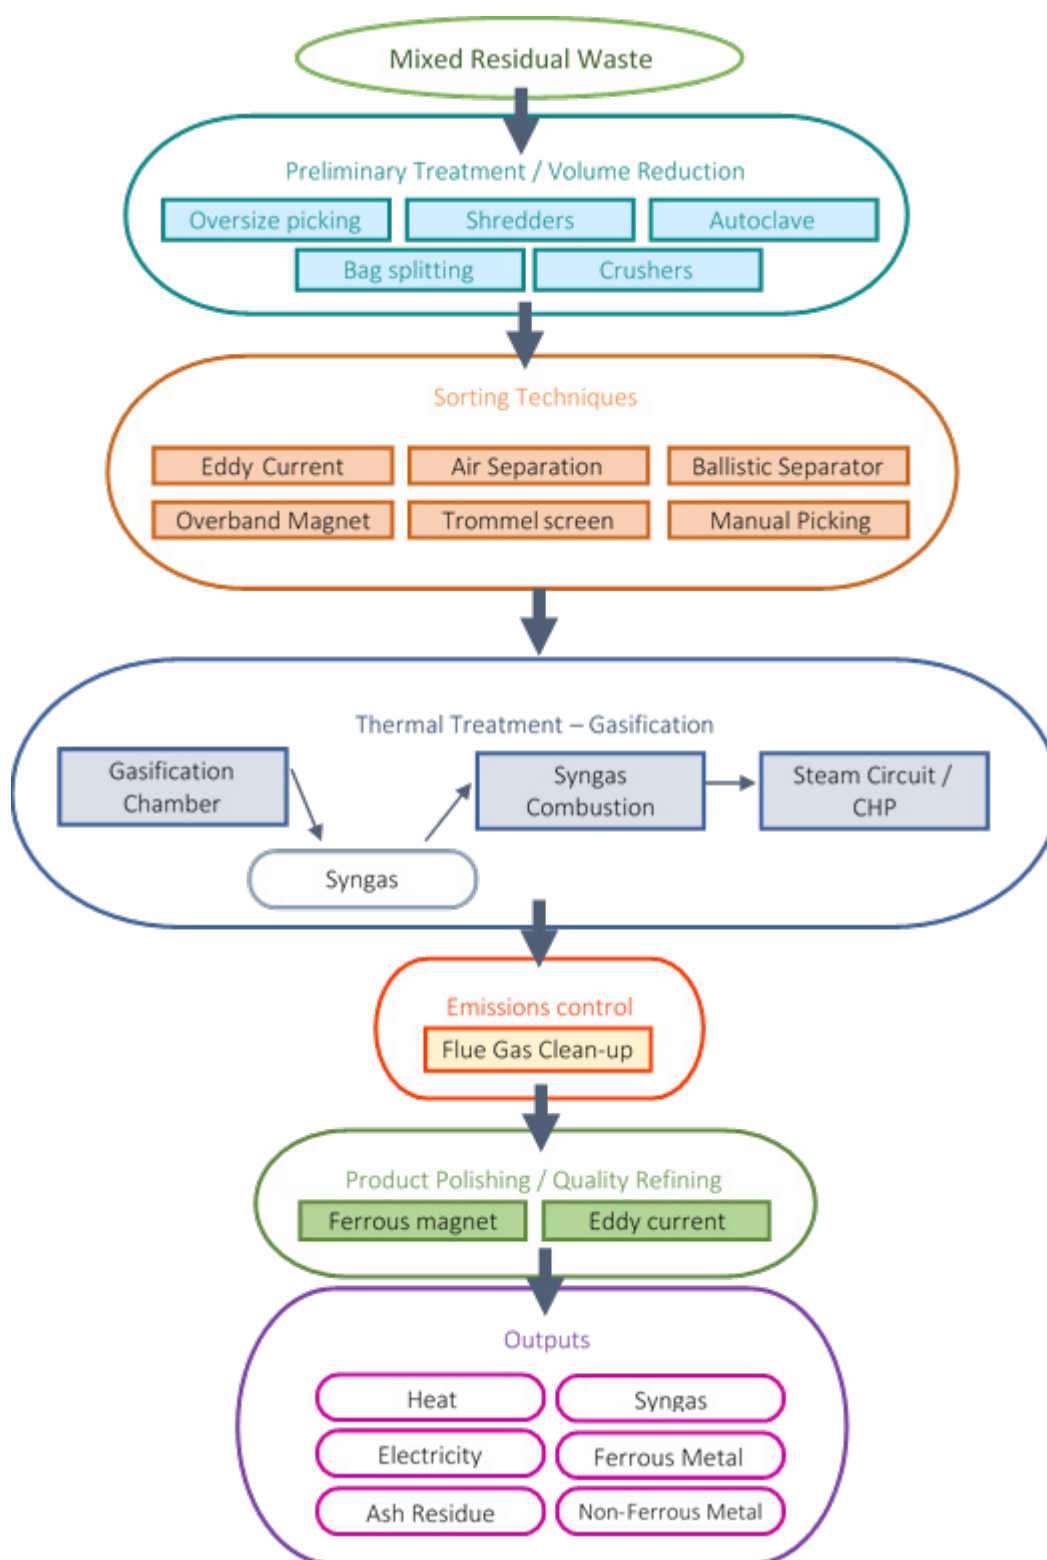 Mixed Residual Waste
Preliminary Treatment / Volume Reduction
Oversize picking
Shredders
Autoclave
Bag splitting
Crushers
Sorting Techniques
Eddy Current
Air Separation
Ballistic Separator
Overband Magnet
Trommel screen
Manual Picking
Thermal Treatment – Gasification
Gasification
Chamber
Syngas
Syngas
Combustion
Steam Circuit /
CHP
Emissions control
Flue Gas Clean-up
Product Polishing / Quality Refining
Ferrous magnet
Eddy current
Outputs
Heat
Syngas
Electricity
Ferrous Metal
Ash Residue
Non-Ferrous Metal